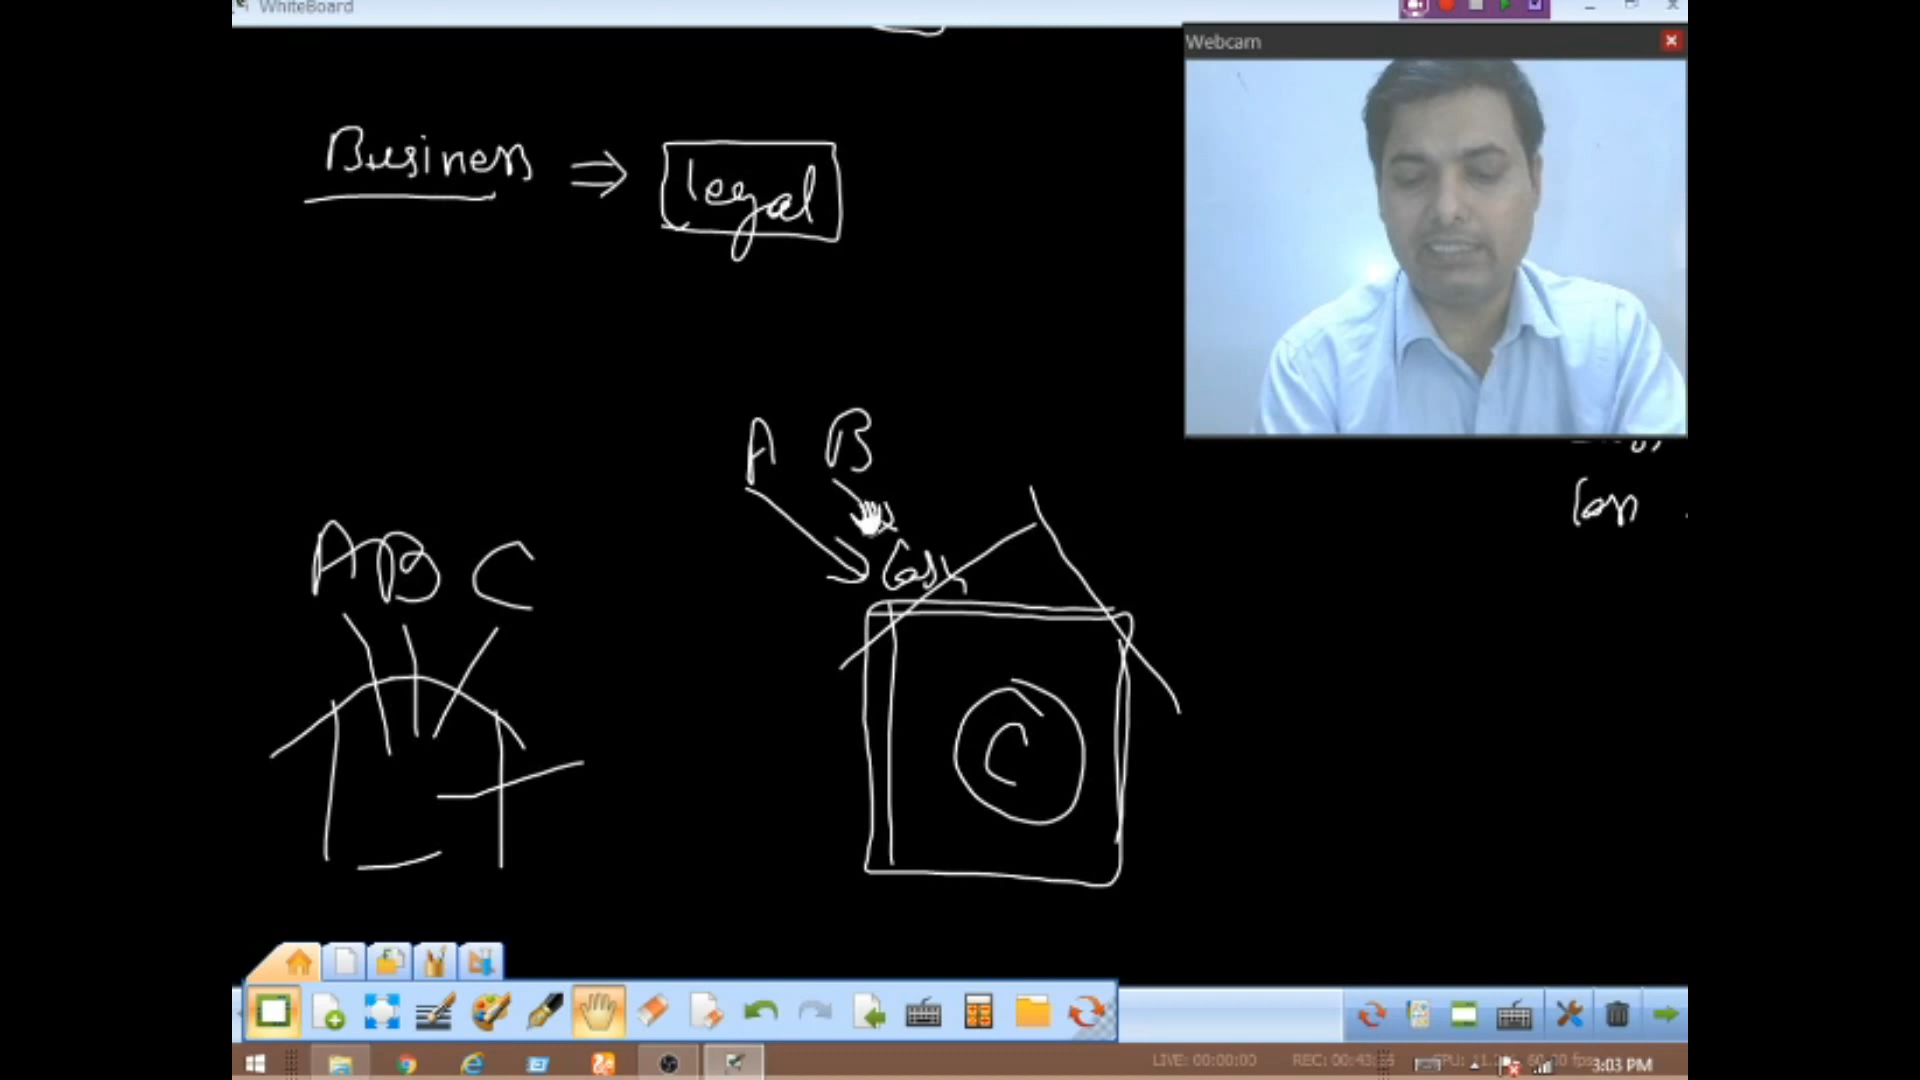 WhiteBoard
Webcam
Business ⇒ legal
A B
Cash
A B C
C
LIVE: 00:00:00
3:03 PM